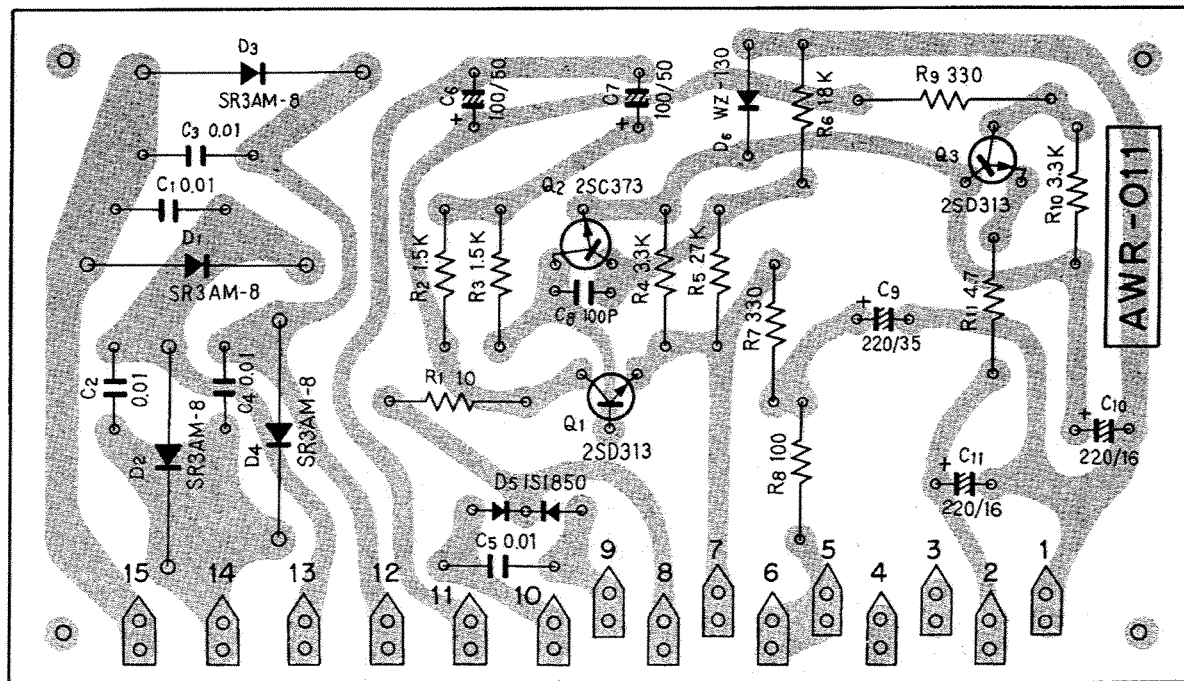 D3
SR3AM-8
C3 0.01
C1 0.01
D1
SR3AM-8
C2
0.01
D2
SR3AM-8
C4 0.01
D4
SR3AM-8
C6
100/50
+
C7
100/50
+
D6 WZ-130
R6 18K
R9 330
Q3
2SD313
R10 3.3K
AWR-011
Q2 2SC373
R2 1.5K
R3 1.5K
C8 100P
R4 3.3K
R5 27K
R7 330
+ C9
220/35
R11 4.7
R1 10
Q1
2SD313
R8 100
+ C10
220/16
+ C11
220/16
D5 1S1850
C5 0.01
15
14
13
12
11
10
9
8
7
6
5
4
3
2
1